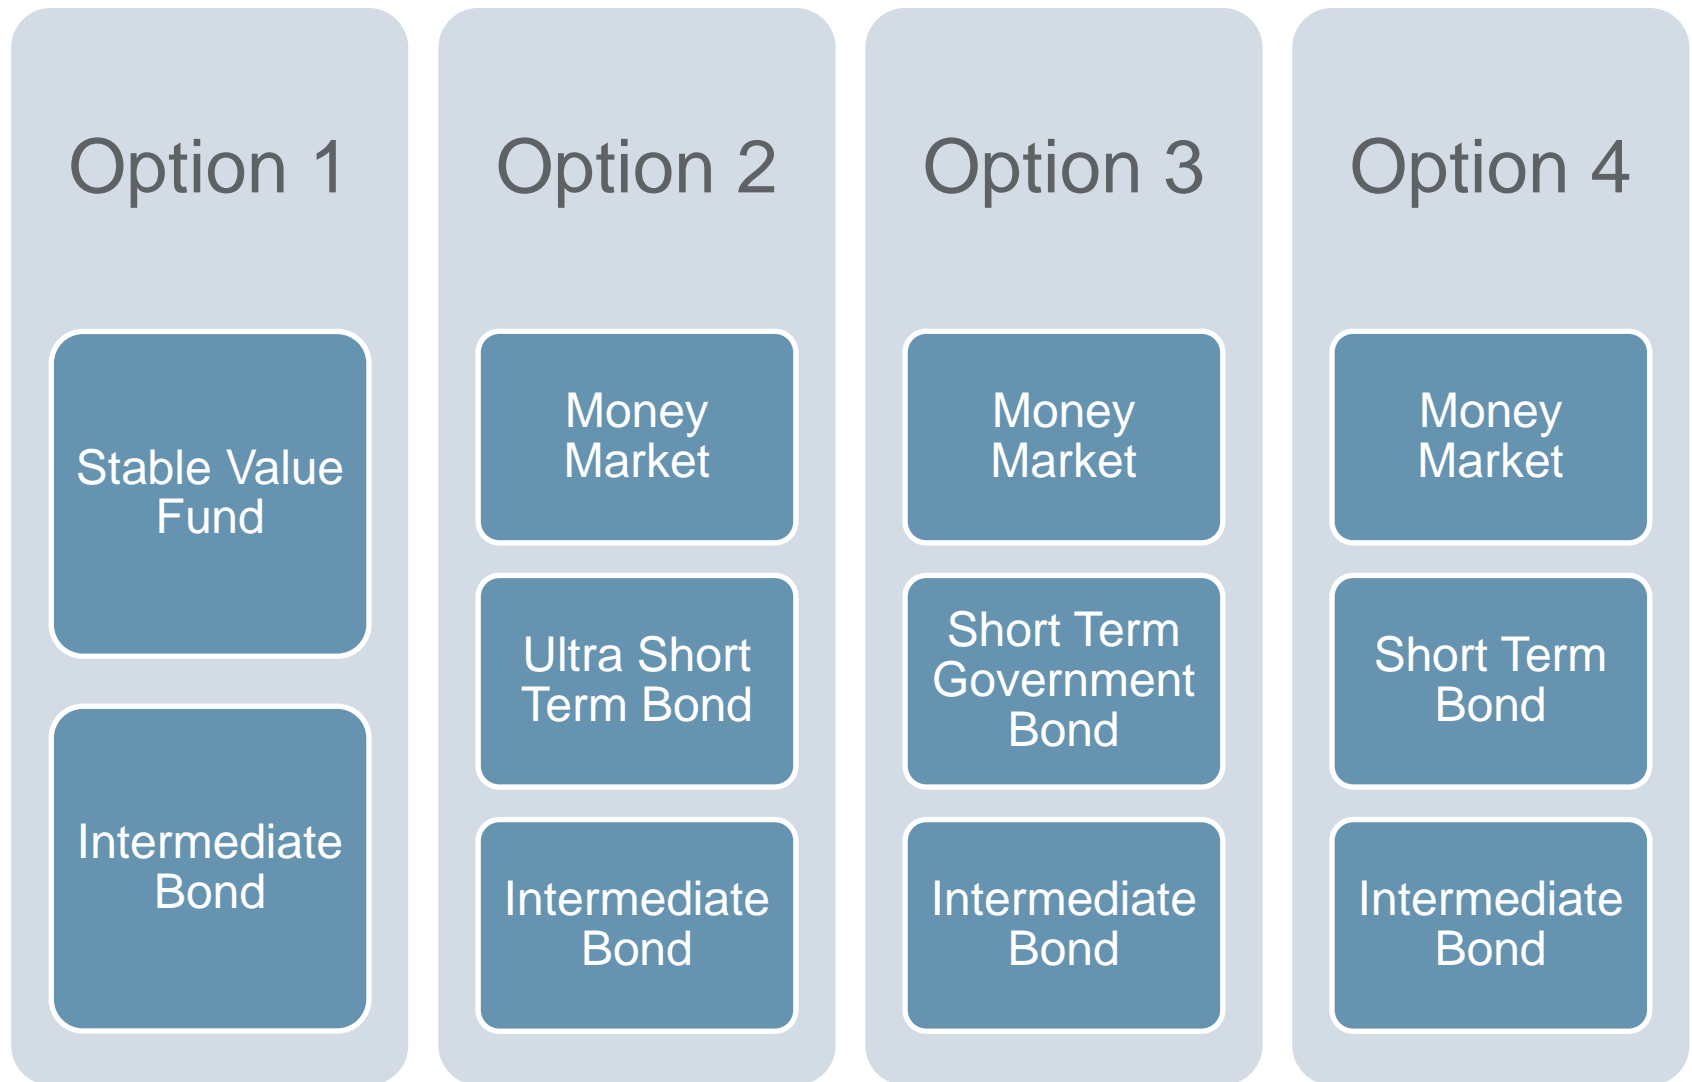 Option 1
Stable Value
Fund
Intermediate
Bond
Option 2
Money
Market
Ultra Short
Term Bond
Intermediate
Bond
Option 3
Money
Market
Short Term
Government
Bond
Intermediate
Bond
Option 4
Money
Market
Short Term
Bond
Intermediate
Bond